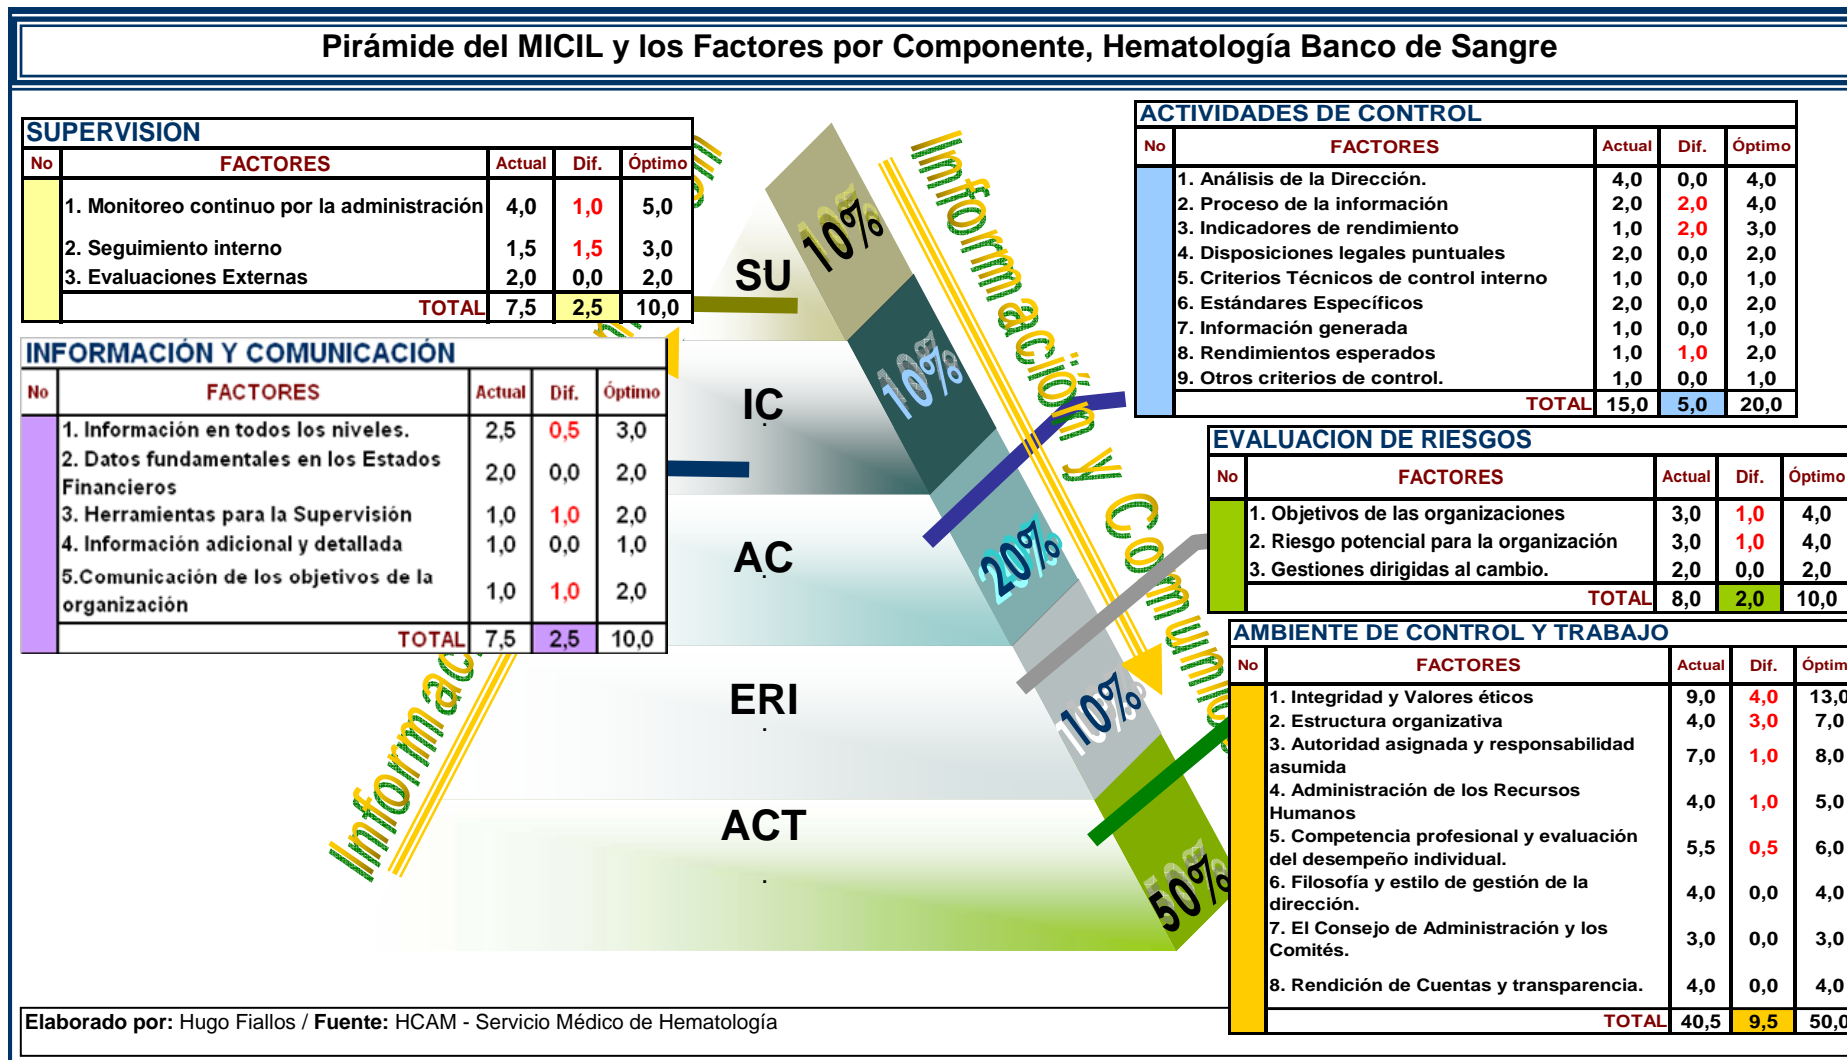 Pirámide del MICIL y los Factores por Componente, Hematología Banco de Sangre
SUPERVISIÓN
No FACTORES Actual Dif. Óptimo
1. Monitoreo continuo por la administración 4,0 1,0 5,0
2. Seguimiento interno 1,5 1,5 3,0
3. Evaluaciones Externas 2,0 0,0 2,0
TOTAL 7,5 2,5 10,0
INFORMACIÓN Y COMUNICACIÓN
No FACTORES Actual Dif. Óptimo
1. Información en todos los niveles. 2,5 0,5 3,0
2. Datos fundamentales en los Estados
Financieros 2,0 0,0 2,0
3. Herramientas para la Supervisión 1,0 1,0 2,0
4. Información adicional y detallada 1,0 0,0 1,0
5.Comunicación de los objetivos de la
organización 1,0 1,0 2,0
TOTAL 7,5 2,5 10,0
SU
IC
AC
ERI
ACT
10%
10%
20%
10%
50%
Información y Comunic
Informac
ACTIVIDADES DE CONTROL
No FACTORES Actual Dif. Óptimo
1. Análisis de la Dirección. 4,0 0,0 4,0
2. Proceso de la información 2,0 2,0 4,0
3. Indicadores de rendimiento 1,0 2,0 3,0
4. Disposiciones legales puntuales 2,0 0,0 2,0
5. Criterios Técnicos de control interno 1,0 0,0 1,0
6. Estándares Específicos 2,0 0,0 2,0
7. Información generada 1,0 0,0 1,0
8. Rendimientos esperados 1,0 1,0 2,0
9. Otros criterios de control. 1,0 0,0 1,0
TOTAL 15,0 5,0 20,0
EVALUACION DE RIESGOS
No FACTORES Actual Dif. Óptimo
1. Objetivos de las organizaciones 3,0 1,0 4,0
2. Riesgo potencial para la organización 3,0 1,0 4,0
3. Gestiones dirigidas al cambio. 2,0 0,0 2,0
TOTAL 8,0 2,0 10,0
AMBIENTE DE CONTROL Y TRABAJO
No FACTORES Actual Dif. Óptim
1. Integridad y Valores éticos 9,0 4,0 13,0
2. Estructura organizativa 4,0 3,0 7,0
3. Autoridad asignada y responsabilidad
asumida 7,0 1,0 8,0
4. Administración de los Recursos
Humanos 4,0 1,0 5,0
5. Competencia profesional y evaluación
del desempeño individual. 5,5 0,5 6,0
6. Filosofía y estilo de gestión de la
dirección. 4,0 0,0 4,0
7. El Consejo de Administración y los
Comités. 3,0 0,0 3,0
8. Rendición de Cuentas y transparencia. 4,0 0,0 4,0
TOTAL 40,5 9,5 50,0
Elaborado por: Hugo Fiallos / Fuente: HCAM - Servicio Médico de Hematología